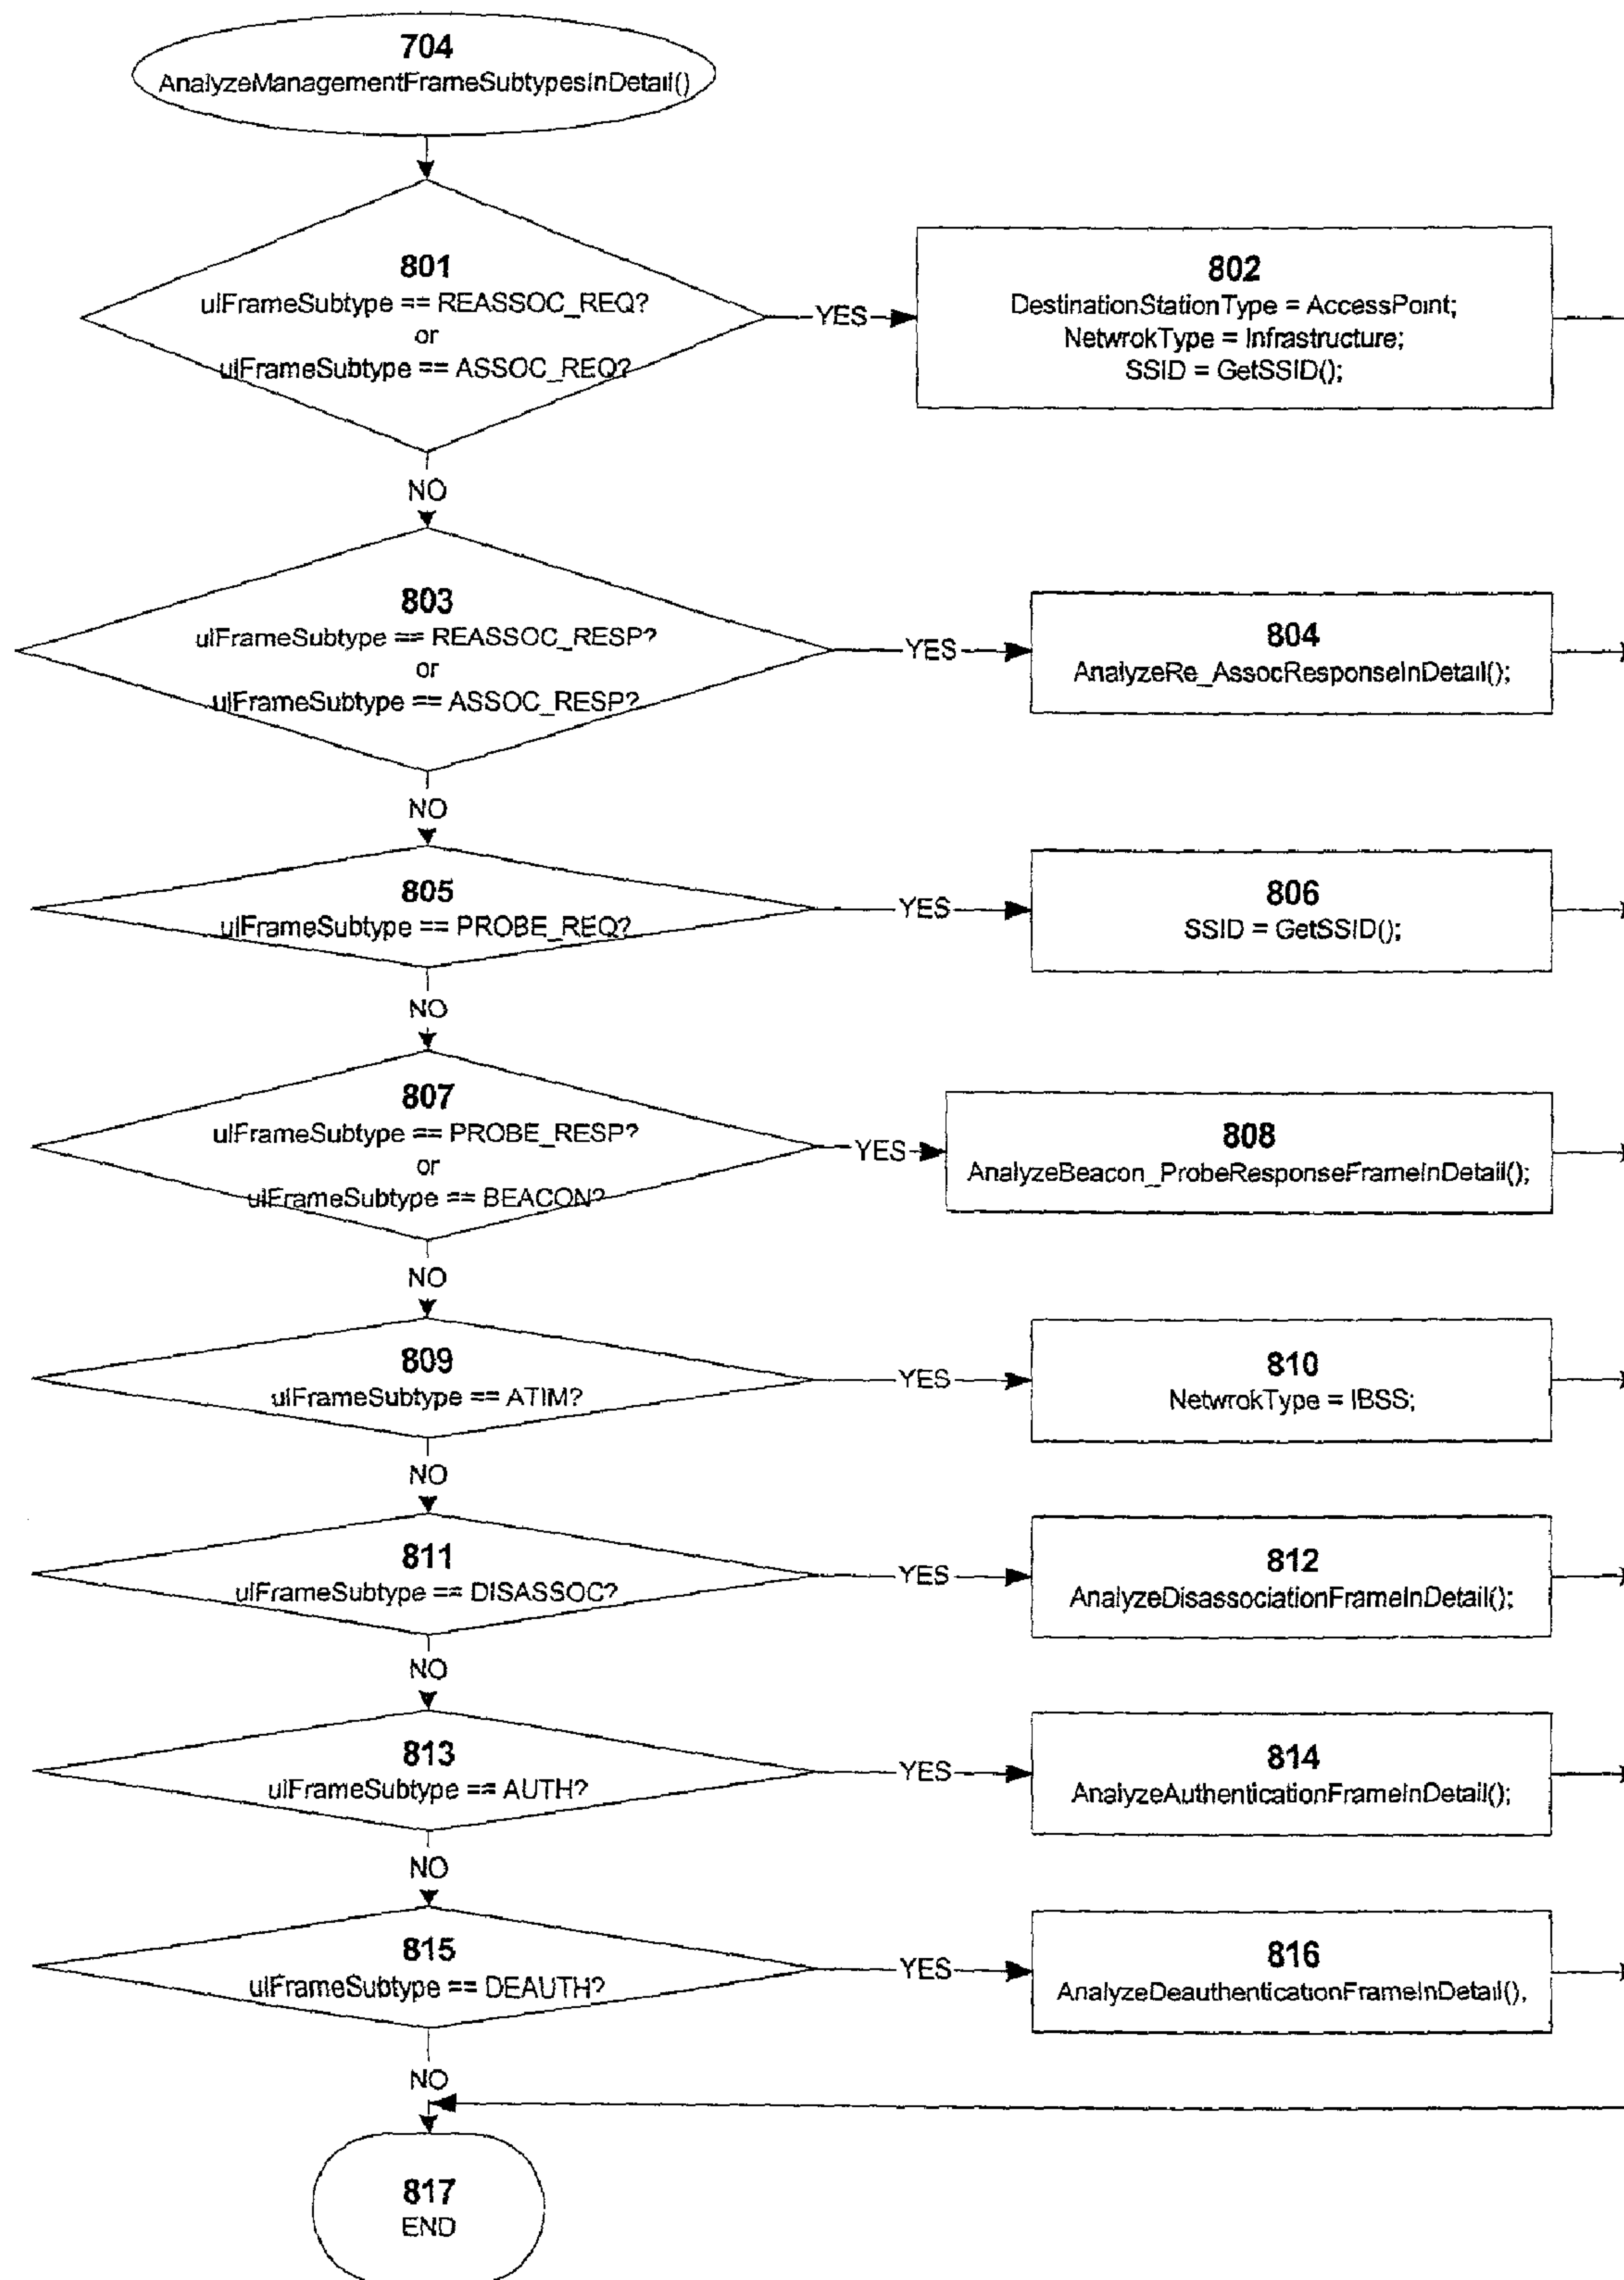 704
AnalyzeManagementFrameSubtypesInDetail()
801
ulFrameSubtype == REASSOC_REQ?
or
ulFrameSubtype == ASSOC_REQ?
YES
802
DestinationStationType = AccessPoint;
NetwrokType = Infrastructure;
SSID = GetSSID();
NO
803
ulFrameSubtype == REASSOC_RESP?
or
ulFrameSubtype == ASSOC_RESP?
YES
804
AnalyzeRe_AssocResponseInDetail();
NO
805
ulFrameSubtype == PROBE_REQ?
YES
806
SSID = GetSSID();
NO
807
ulFrameSubtype == PROBE_RESP?
or
ulFrameSubtype == BEACON?
YES
808
AnalyzeBeacon_ProbeResponseFrameInDetail();
NO
809
ulFrameSubtype == ATIM?
YES
810
NetwrokType = IBSS;
NO
811
ulFrameSubtype == DISASSOC?
YES
812
AnalyzeDisassociationFrameInDetail();
NO
813
ulFrameSubtype == AUTH?
YES
814
AnalyzeAuthenticationFrameInDetail();
NO
815
ulFrameSubtype == DEAUTH?
YES
816
AnalyzeDeauthenticationFrameInDetail(),
NO
817
END